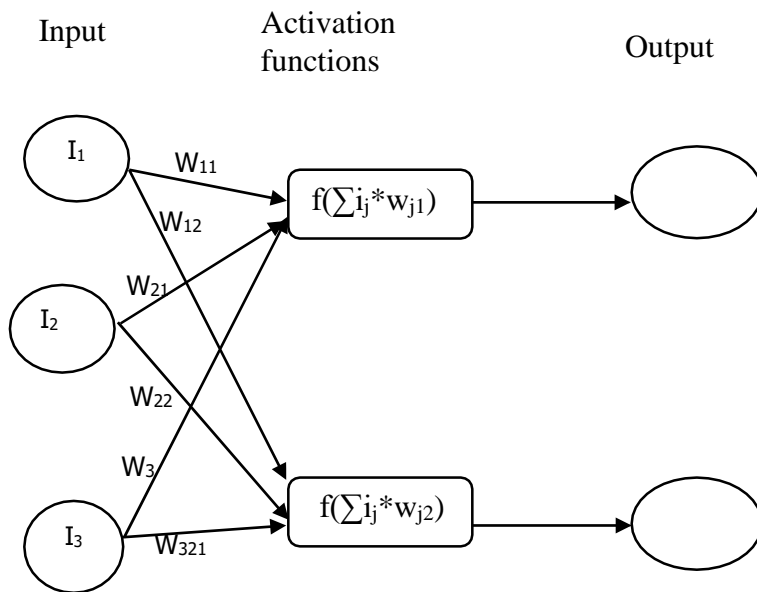 Input
Activation
functions
Output
I₁
W₁₁
f(∑iⱼ*wⱼ₁)
W₁₂
W₂₁
I₂
W₂₂
W₃
f(∑iⱼ*wⱼ₂)
I₃
W₃₂₁